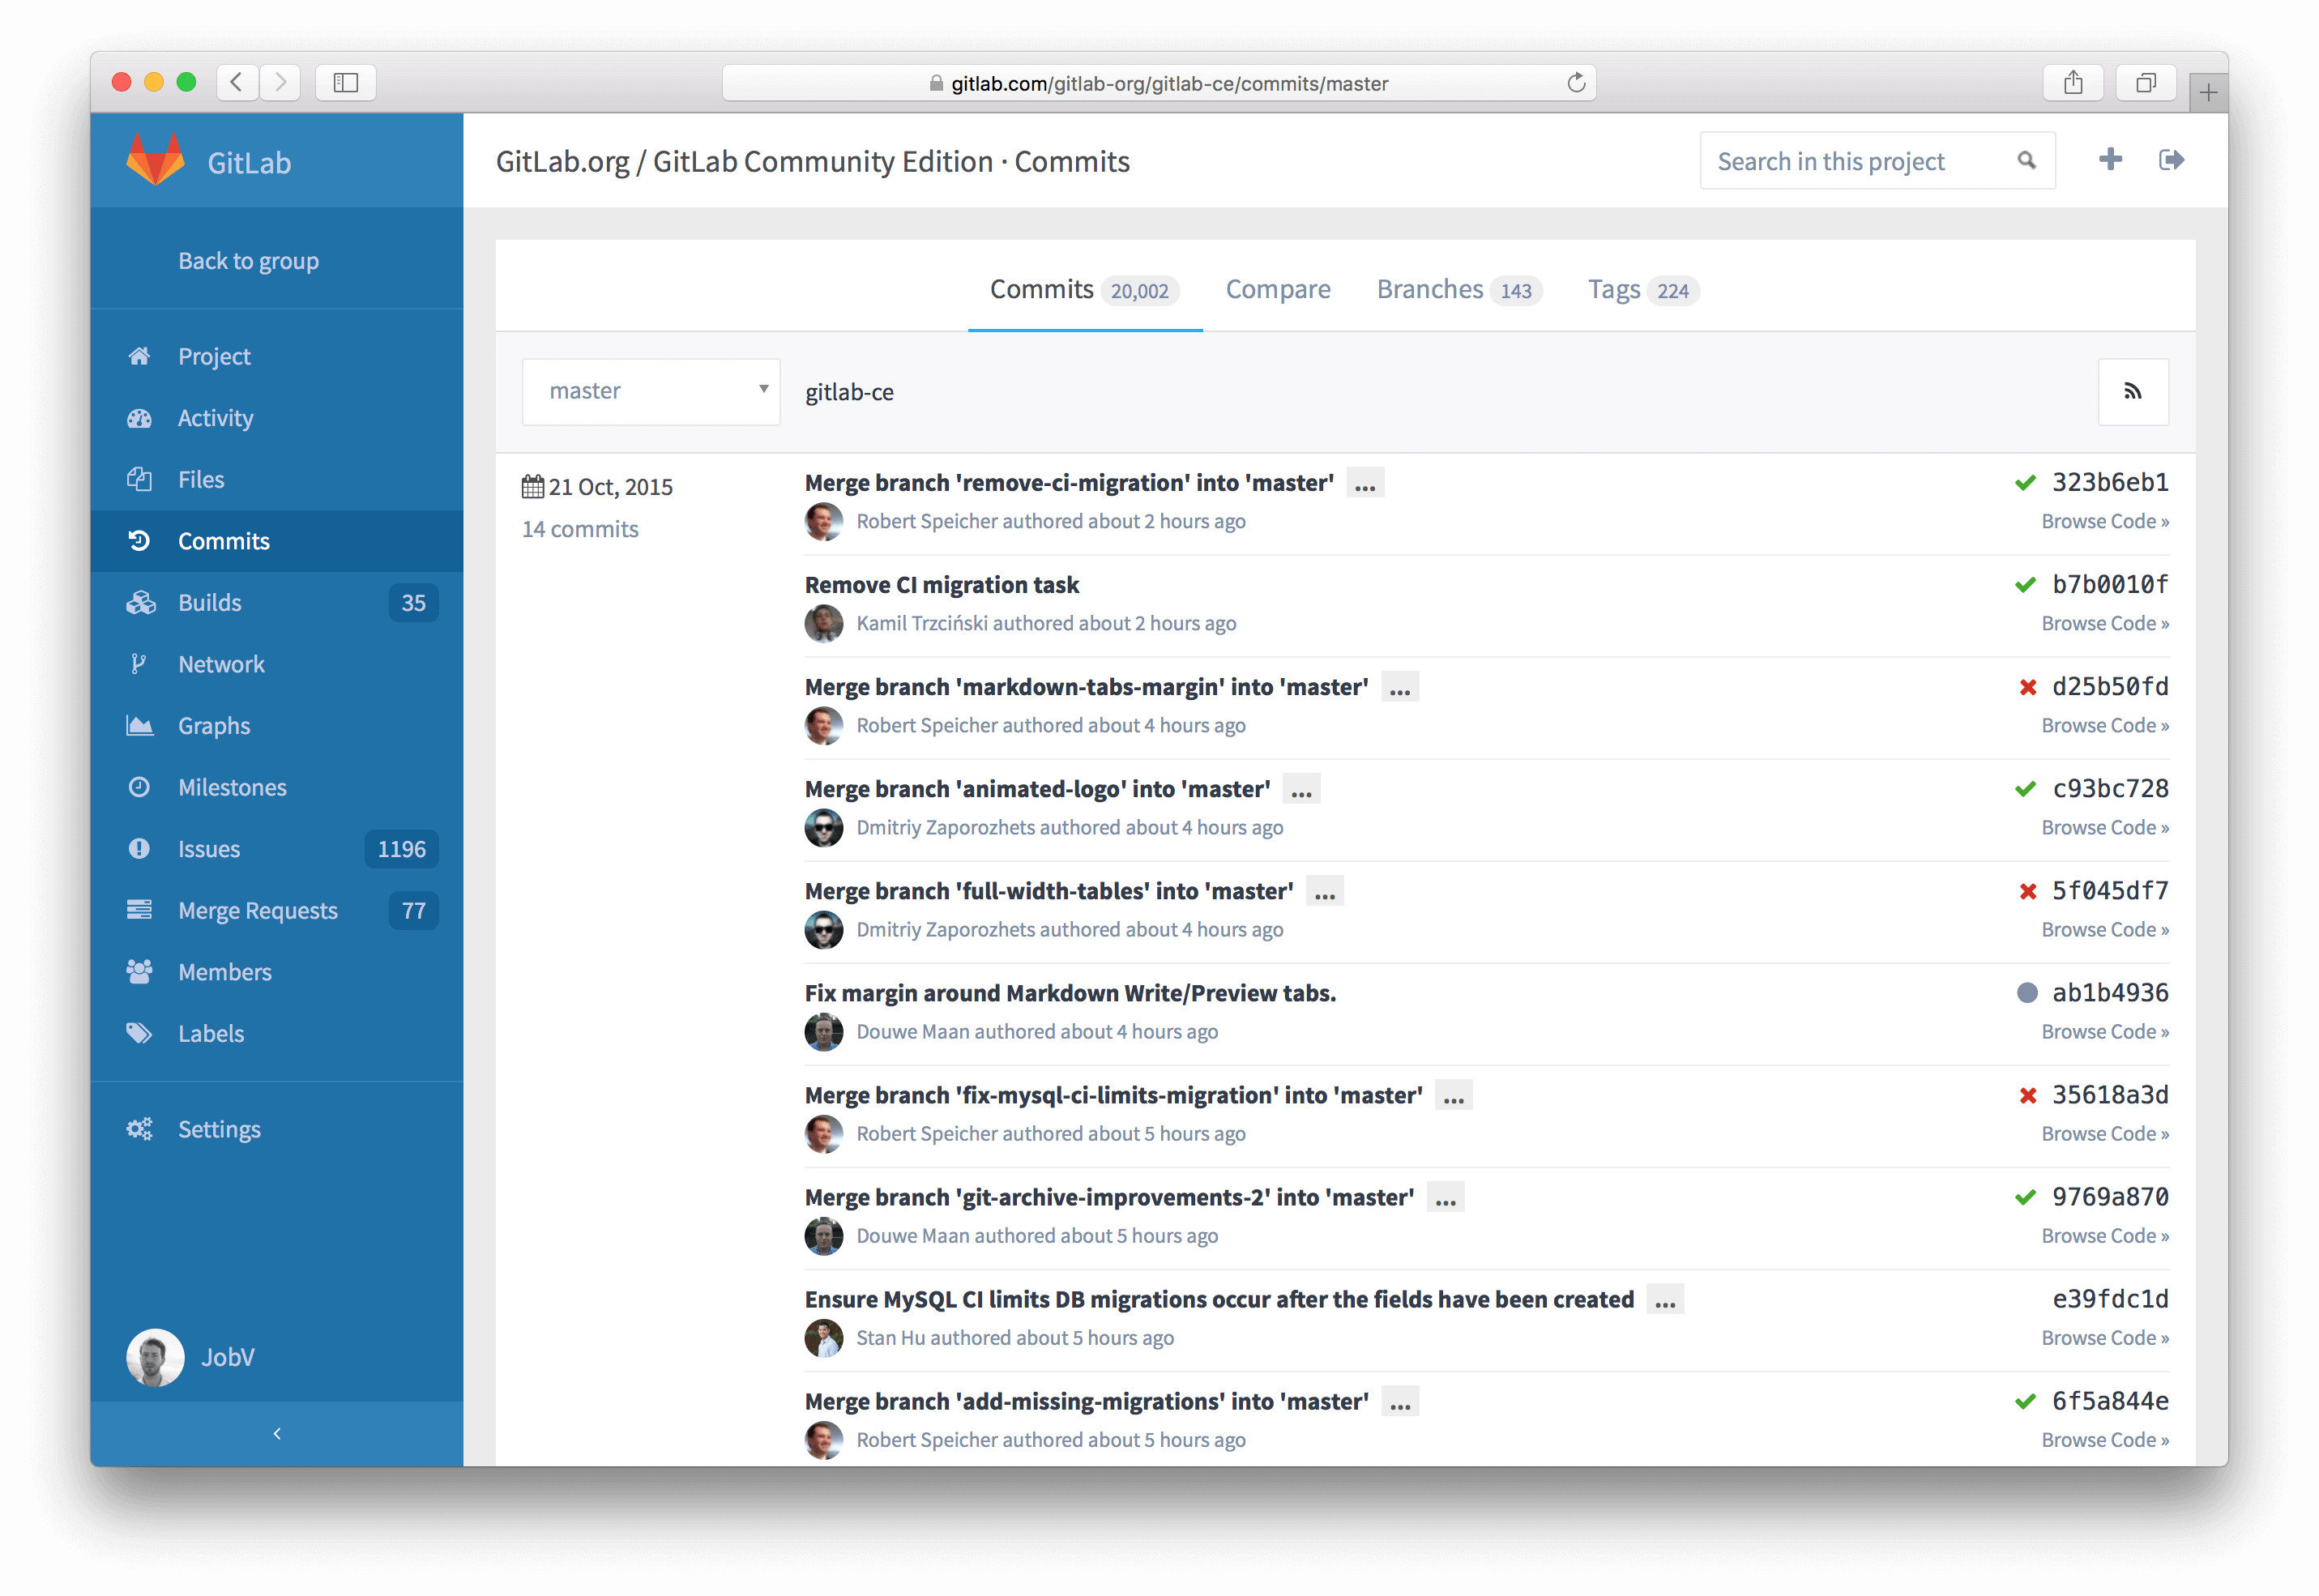 gitlab.com/gitlab-org/gitlab-ce/commits/master
GitLab
GitLab.org / GitLab Community Edition · Commits
Search in this project
Back to group
Project
Activity
Files
Commits
Builds 35
Network
Graphs
Milestones
Issues 1196
Merge Requests 77
Members
Labels
Settings
JobV
Commits 20,002 Compare Branches 143 Tags 224
master gitlab-ce
21 Oct, 2015
14 commits
Merge branch 'remove-ci-migration' into 'master' ... 323b6eb1
Robert Speicher authored about 2 hours ago Browse Code »
Remove CI migration task b7b0010f
Kamil Trzciński authored about 2 hours ago Browse Code »
Merge branch 'markdown-tabs-margin' into 'master' ... d25b50fd
Robert Speicher authored about 4 hours ago Browse Code »
Merge branch 'animated-logo' into 'master' ... c93bc728
Dmitriy Zaporozhets authored about 4 hours ago Browse Code »
Merge branch 'full-width-tables' into 'master' ... 5f045df7
Dmitriy Zaporozhets authored about 4 hours ago Browse Code »
Fix margin around Markdown Write/Preview tabs. ab1b4936
Douwe Maan authored about 4 hours ago Browse Code »
Merge branch 'fix-mysql-ci-limits-migration' into 'master' ... 35618a3d
Robert Speicher authored about 5 hours ago Browse Code »
Merge branch 'git-archive-improvements-2' into 'master' ... 9769a870
Douwe Maan authored about 5 hours ago Browse Code »
Ensure MySQL CI limits DB migrations occur after the fields have been created ... e39fdc1d
Stan Hu authored about 5 hours ago Browse Code »
Merge branch 'add-missing-migrations' into 'master' ... 6f5a844e
Robert Speicher authored about 5 hours ago Browse Code »